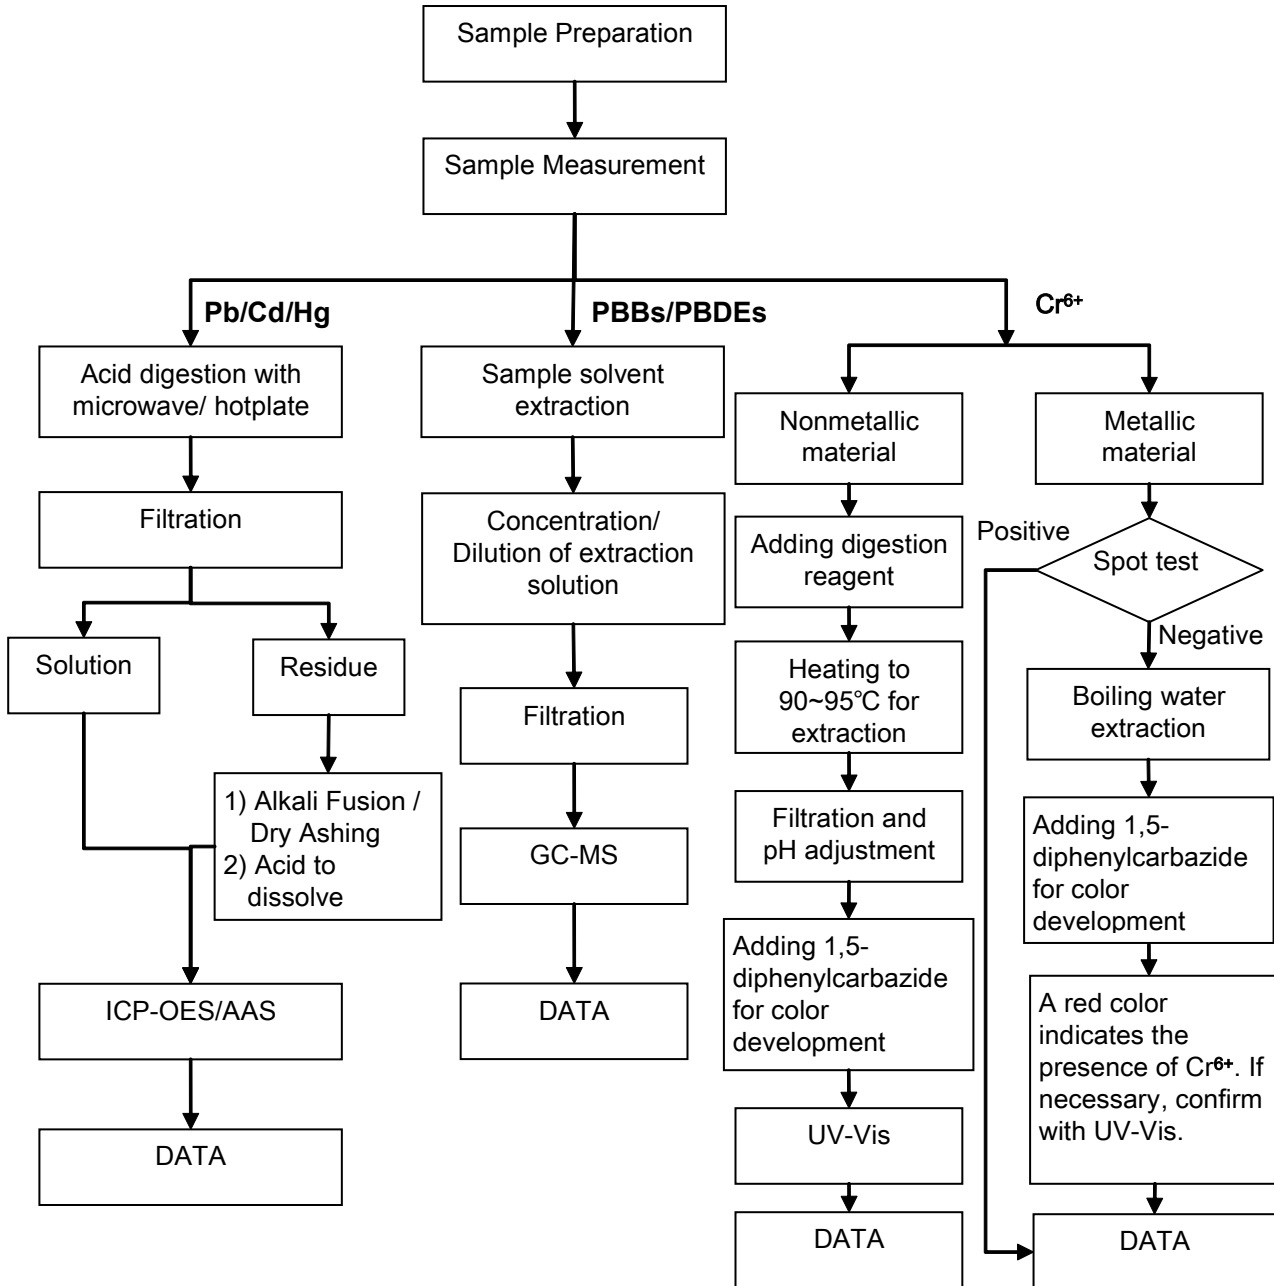 Sample Preparation
Sample Measurement
Pb/Cd/Hg
PBBs/PBDEs
Cr⁶⁺
Acid digestion with
microwave/ hotplate
Filtration
Solution
Residue
1) Alkali Fusion /
Dry Ashing
2) Acid to
dissolve
ICP-OES/AAS
DATA
Sample solvent
extraction
Concentration/
Dilution of extraction
solution
Filtration
GC-MS
DATA
Nonmetallic
material
Adding digestion
reagent
Heating to
90~95℃ for
extraction
Filtration and
pH adjustment
Adding 1,5-
diphenylcarbazide
for color
development
UV-Vis
DATA
Metallic
material
Positive
Spot test
Negative
Boiling water
extraction
Adding 1,5-
diphenylcarbazide
for color
development
A red color
indicates the
presence of Cr⁶⁺. If
necessary, confirm
with UV-Vis.
DATA